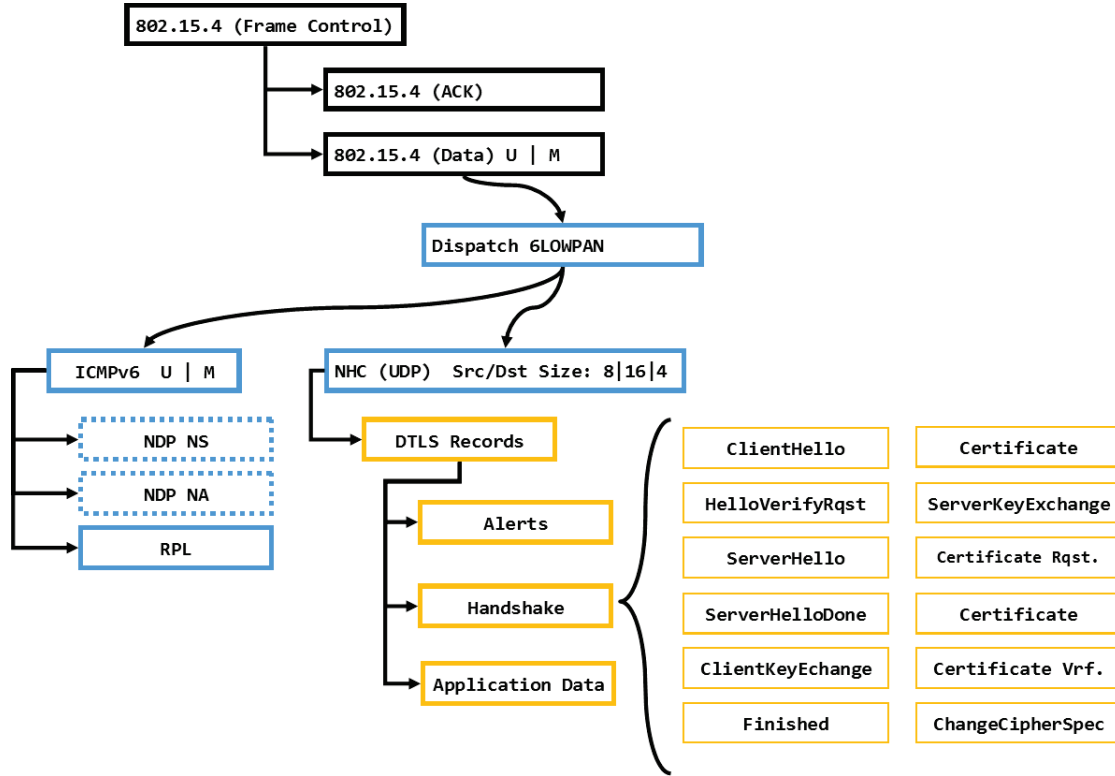 802.15.4 (Frame Control)
802.15.4 (ACK)
802.15.4 (Data) U | M
Dispatch 6LOWPAN
ICMPv6 U | M
NHC (UDP) Src/Dst Size: 8|16|4
NDP NS
NDP NA
RPL
DTLS Records
Alerts
Handshake
Application Data
ClientHello
Certificate
HelloVerifyRqst
ServerKeyExchange
ServerHello
Certificate Rqst.
ServerHelloDone
Certificate
ClientKeyEchange
Certificate Vrf.
Finished
ChangeCipherSpec